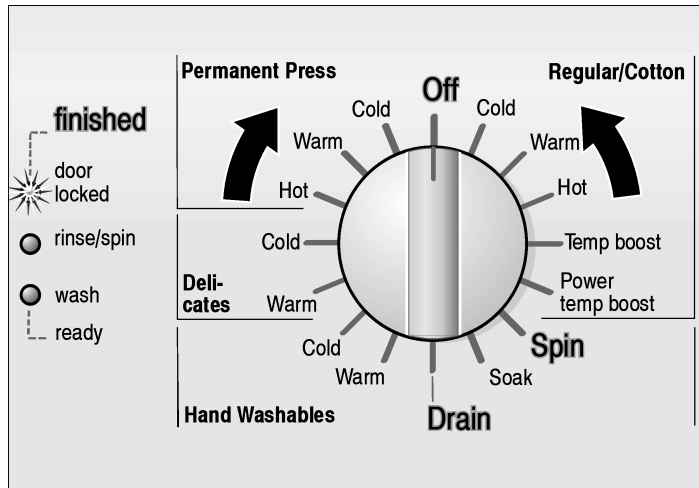 Permanent Press
Regular/Cotton
Off
Cold
Cold
finished
Warm
Warm
door
locked
Hot
Hot
rinse/spin
Cold
Temp boost
Deli-
cates
Power
temp boost
wash
Warm
ready
Cold
Spin
Warm
Soak
Hand Washables
Drain